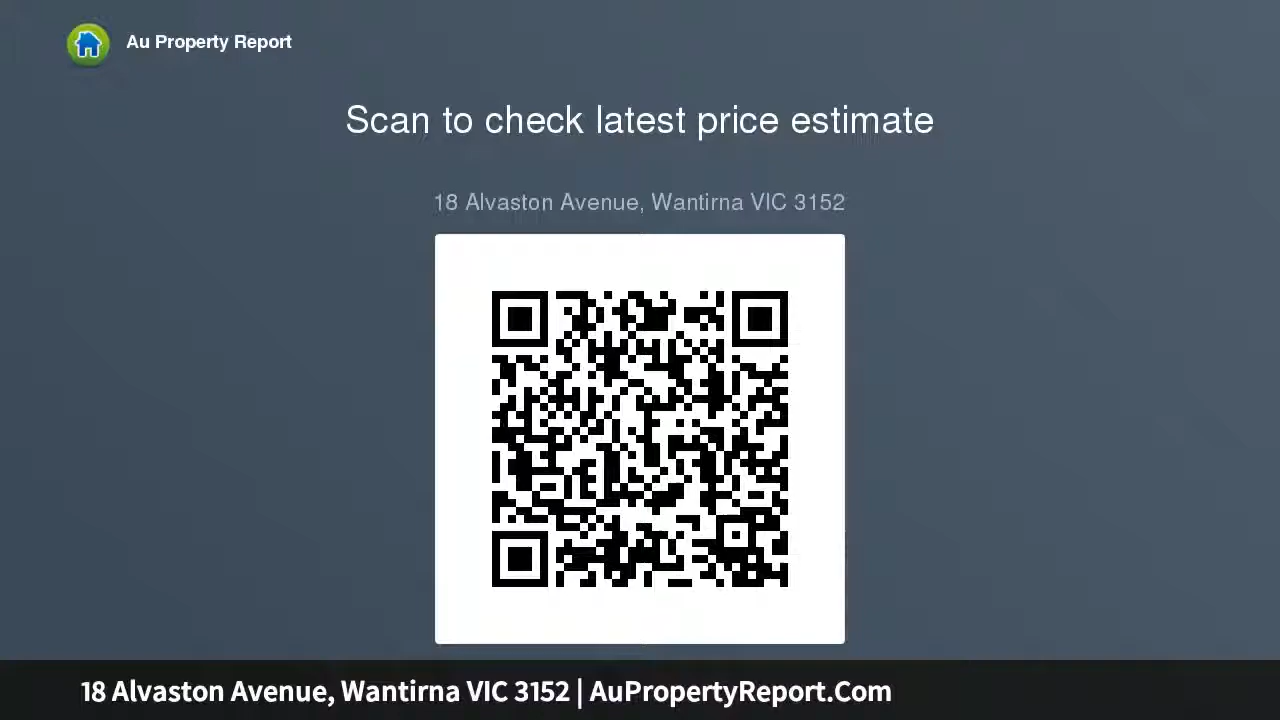 Au Property Report
Scan to check latest price estimate
18 Alvaston Avenue, Wantirna VIC 3152
18 Alvaston Avenue, Wantirna VIC 3152 | AuPropertyReport.Com